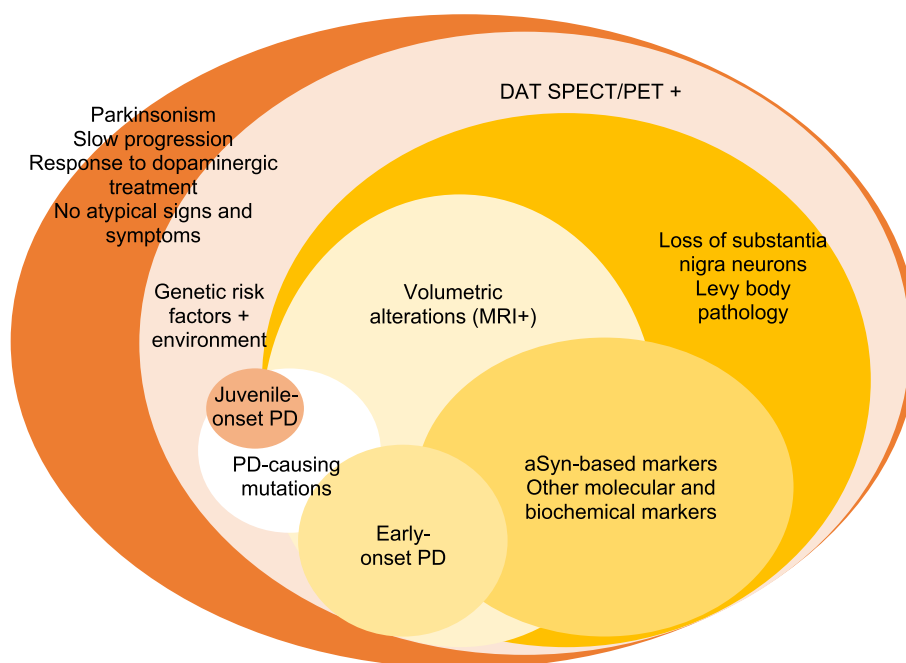 DAT SPECT/PET +
Parkinsonism
Slow progression
Response to dopaminergic
treatment
No atypical signs and
symptoms
Loss of substantia
nigra neurons
Levy body
pathology
Genetic risk
factors +
environment
Volumetric
alterations (MRI+)
Juvenile-
onset PD
PD-causing
mutations
aSyn-based markers
Other molecular and
biochemical markers
Early-
onset PD